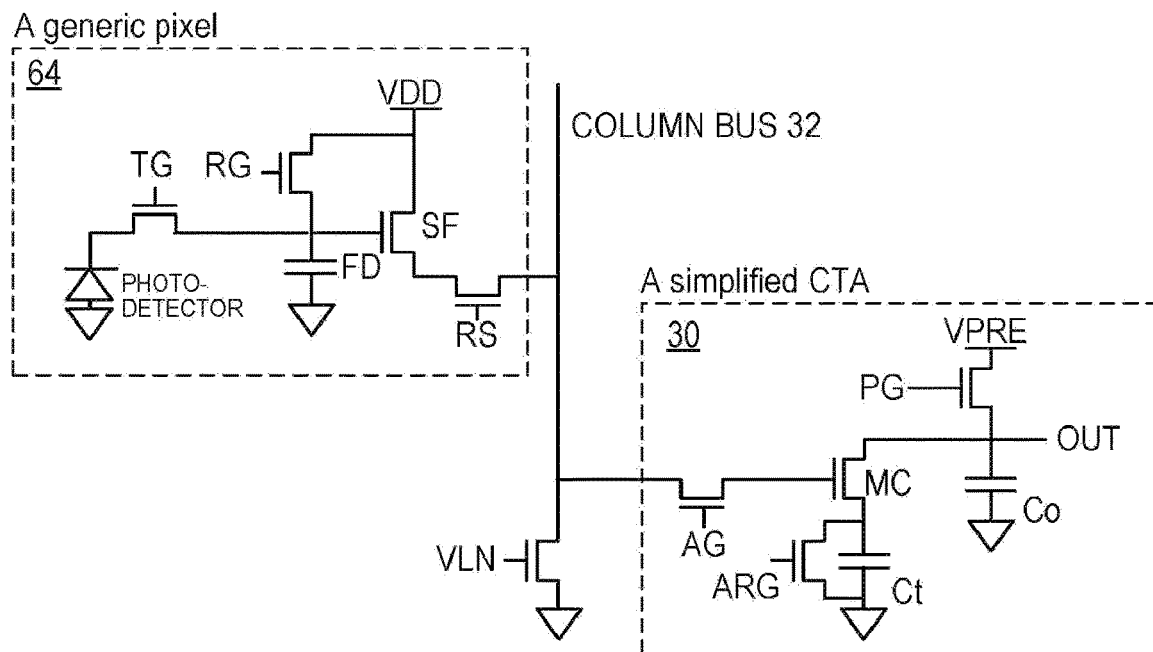 A generic pixel
64
VDD
COLUMN BUS 32
TG
RG
SF
FD
PHOTO-
DETECTOR
RS
A simplified CTA
30
VPRE
PG
OUT
MC
Co
AG
VLN
ARG
Ct